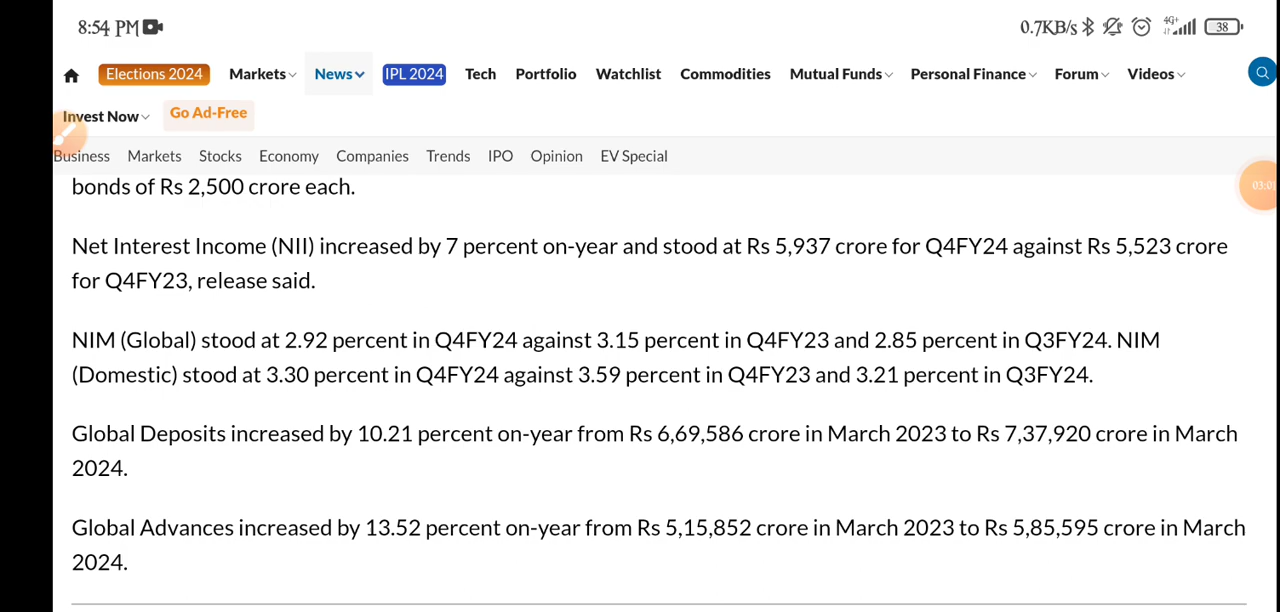 8:54 PM
0.7KB/s 4G+ 38
Elections 2024 Markets News IPL 2024 Tech Portfolio Watchlist Commodities Mutual Funds Personal Finance Forum Videos
Invest Now Go Ad-Free
Business Markets Stocks Economy Companies Trends IPO Opinion EV Special
bonds of Rs 2,500 crore each.
Net Interest Income (NII) increased by 7 percent on-year and stood at Rs 5,937 crore for Q4FY24 against Rs 5,523 crore
for Q4FY23, release said.
NIM (Global) stood at 2.92 percent in Q4FY24 against 3.15 percent in Q4FY23 and 2.85 percent in Q3FY24. NIM
(Domestic) stood at 3.30 percent in Q4FY24 against 3.59 percent in Q4FY23 and 3.21 percent in Q3FY24.
Global Deposits increased by 10.21 percent on-year from Rs 6,69,586 crore in March 2023 to Rs 7,37,920 crore in March
2024.
Global Advances increased by 13.52 percent on-year from Rs 5,15,852 crore in March 2023 to Rs 5,85,595 crore in March
2024.